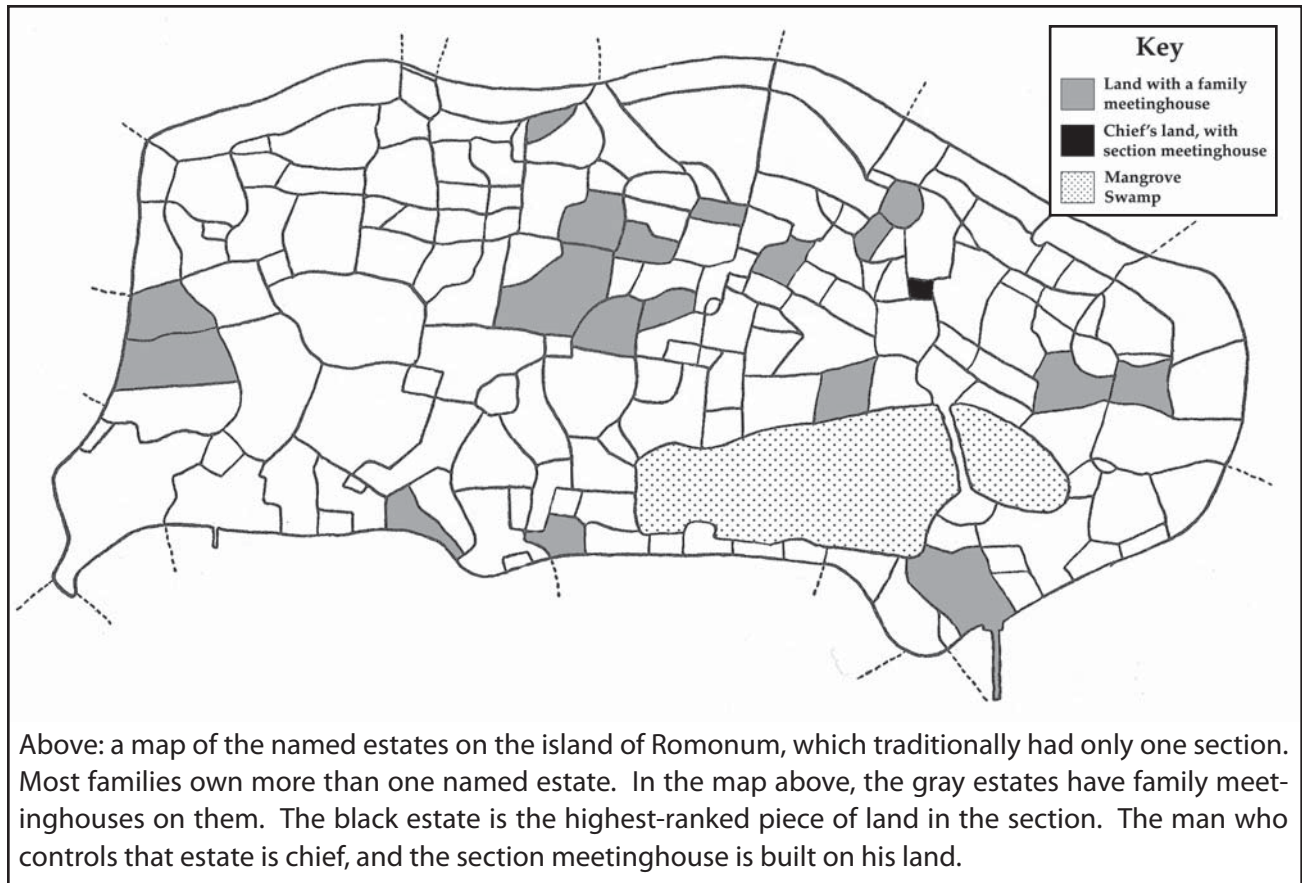 Key
Land with a family
meetinghouse
Chief's land, with
section meetinghouse
Mangrove
Swamp
Above: a map of the named estates on the island of Romonum, which traditionally had only one section.
Most families own more than one named estate. In the map above, the gray estates have family meet-
inghouses on them. The black estate is the highest-ranked piece of land in the section. The man who
controls that estate is chief, and the section meetinghouse is built on his land.